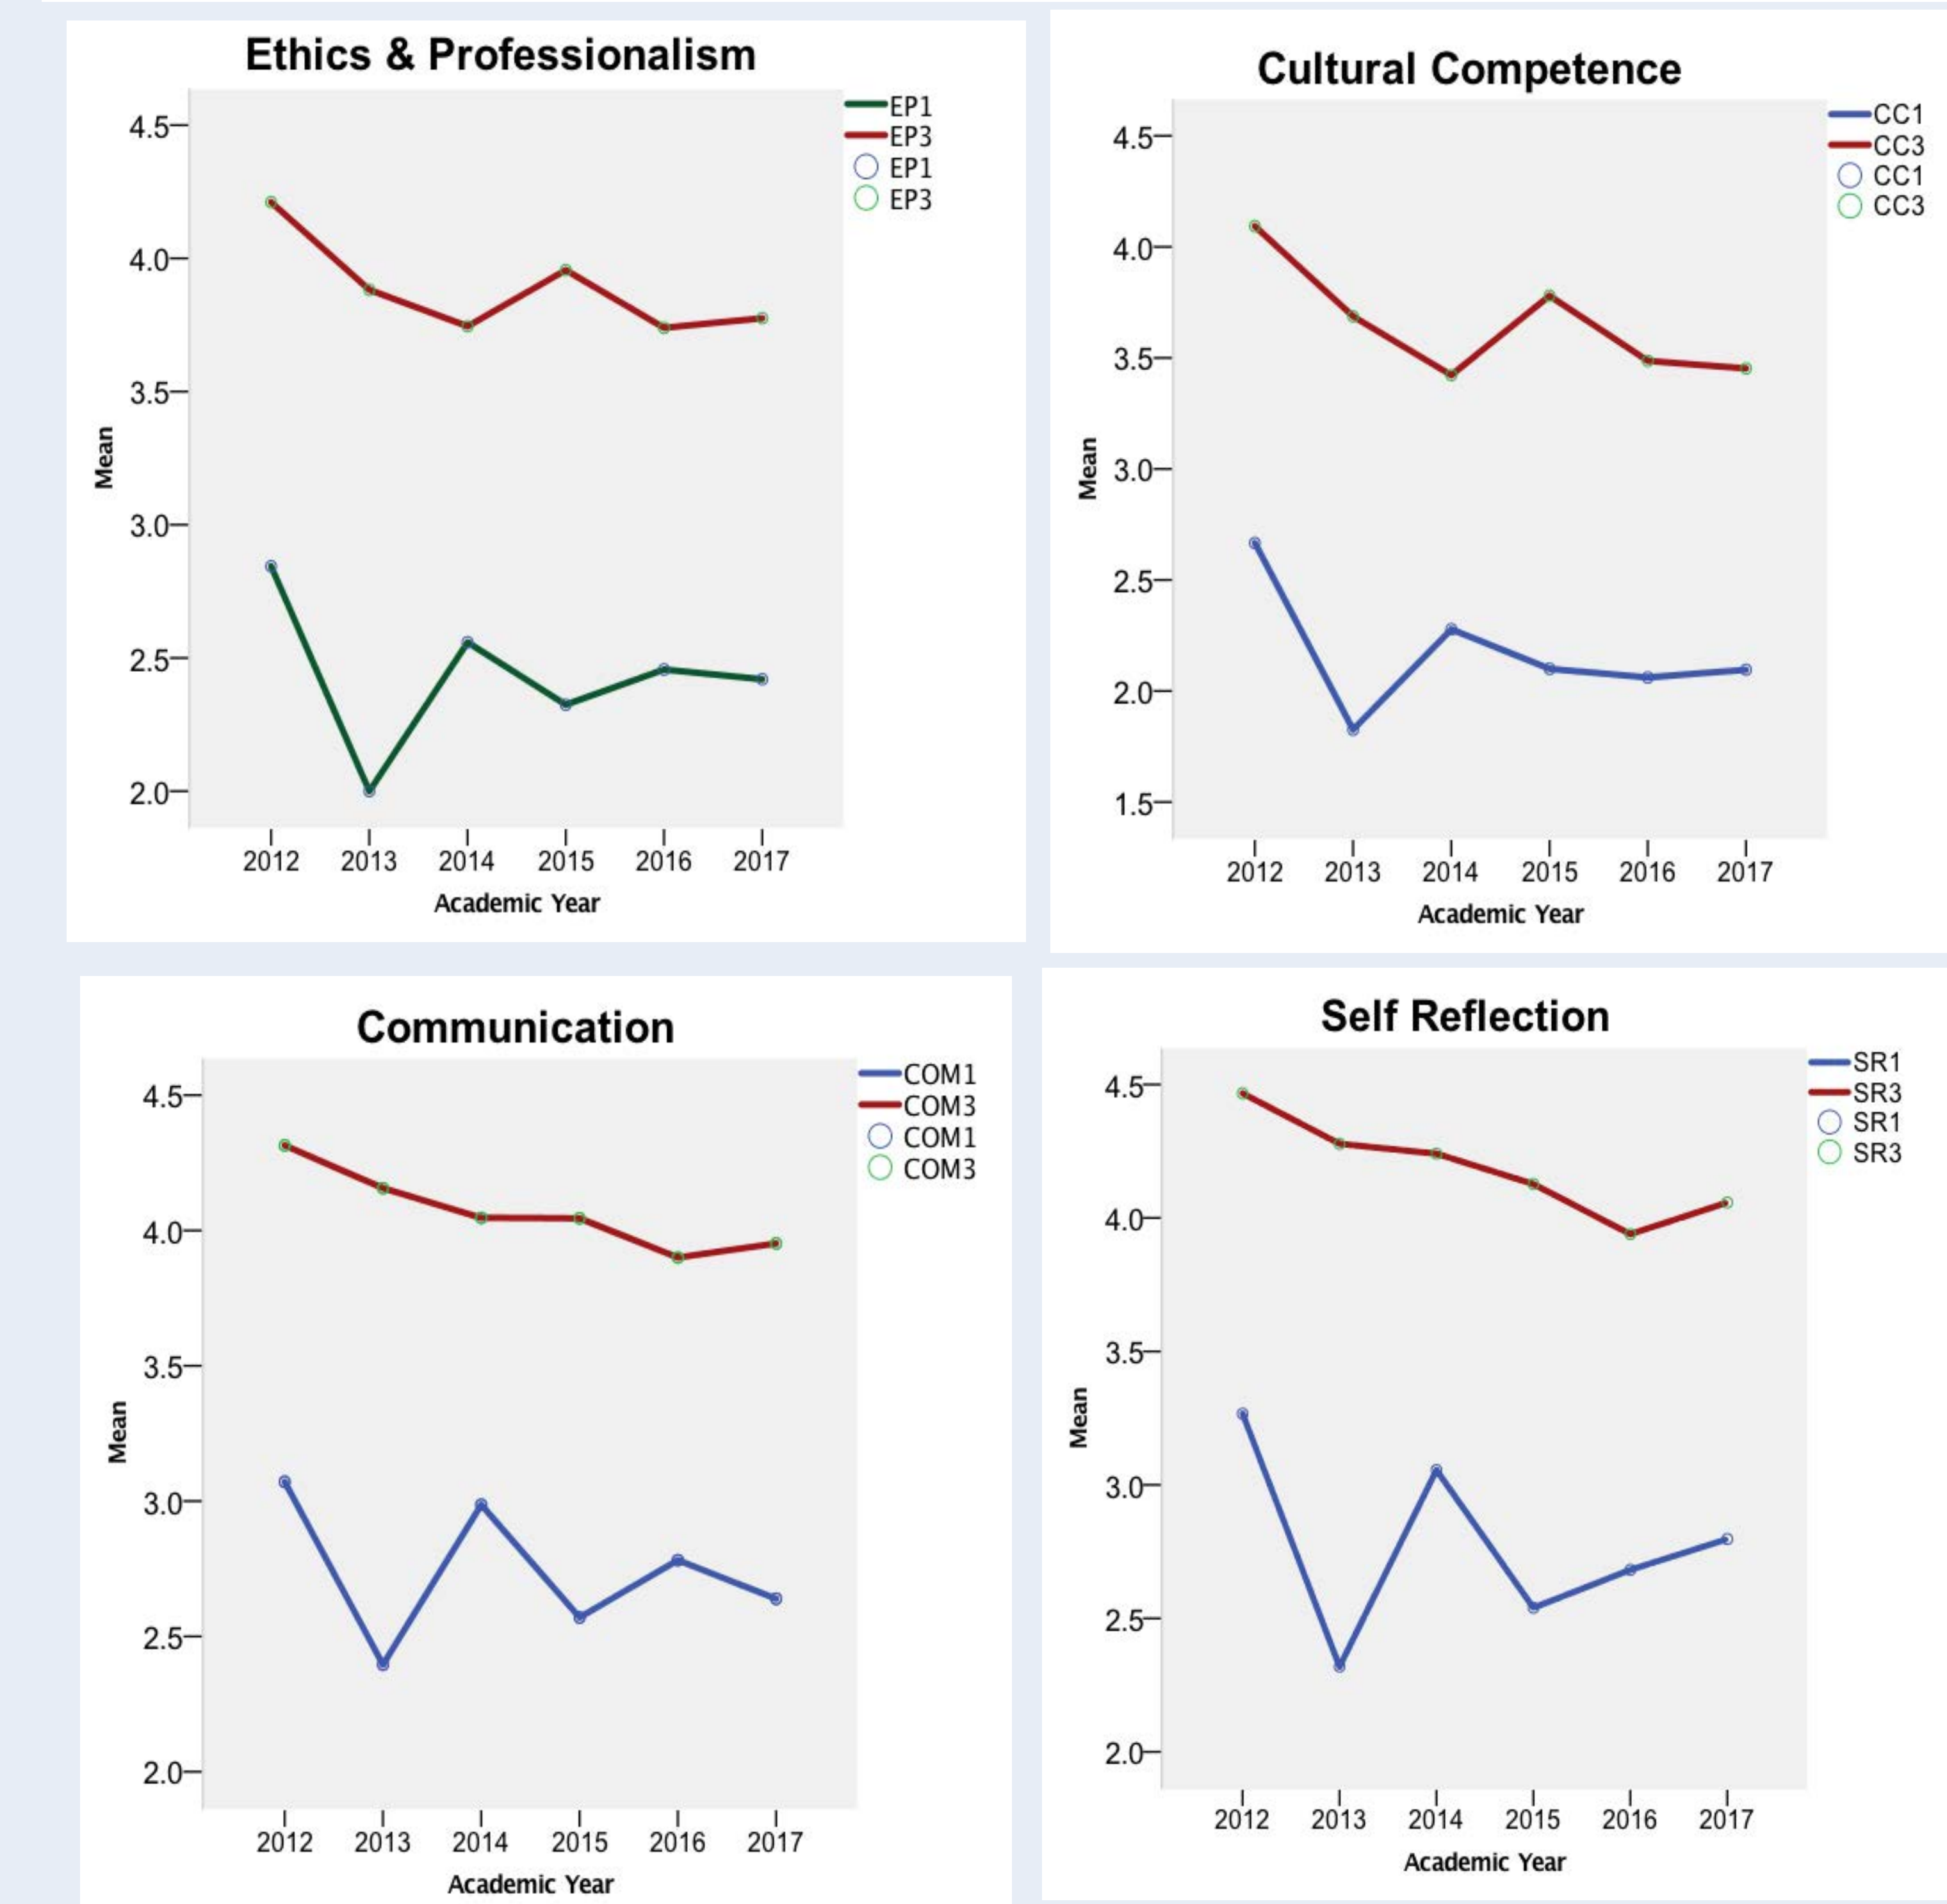 Ethics & Professionalism
EP1
EP3
EP1
EP3
4.5
4.0
3.5
3.0
2.5
2.0
Mean
2012 2013 2014 2015 2016 2017
Academic Year
Cultural Competence
CC1
CC3
CC1
CC3
4.5
4.0
3.5
3.0
2.5
2.0
1.5
Mean
2012 2013 2014 2015 2016 2017
Academic Year
Communication
COM1
COM3
COM1
COM3
4.5
4.0
3.5
3.0
2.5
2.0
Mean
2012 2013 2014 2015 2016 2017
Academic Year
Self Reflection
SR1
SR3
SR1
SR3
4.5
4.0
3.5
3.0
2.5
2.0
Mean
2012 2013 2014 2015 2016 2017
Academic Year